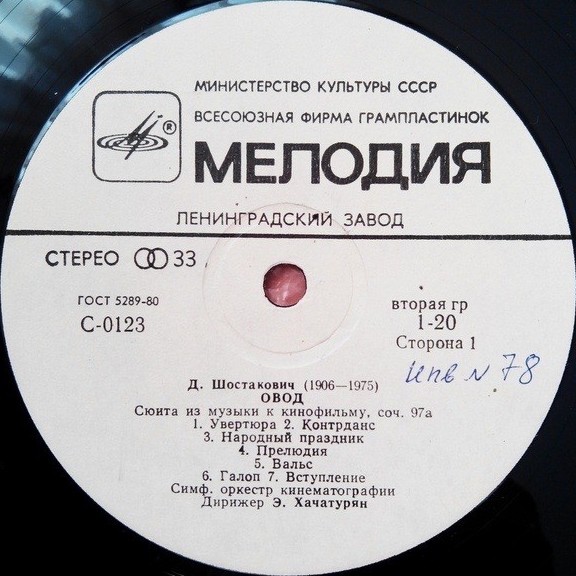 МИНИСТЕРСТВО КУЛЬТУРЫ СССР
ВСЕСОЮЗНАЯ ФИРМА ГРАМПЛАСТИНОК
®
МЕЛОДИЯ
ЛЕНИНГРАДСКИЙ ЗАВОД
СТЕРЕО 33
ГОСТ 5289-80
С-0123
вторая гр
1-20
Сторона 1
инв № 78
Д. Шостакович (1906—1975)
ОВОД
Сюита из музыки к кинофильму, соч. 97а
1. Увертюра 2. Контрданс
3. Народный праздник
4. Прелюдия
5. Вальс
6. Галоп 7. Вступление
Симф. оркестр кинематографии
Дирижер Э. Хачатурян